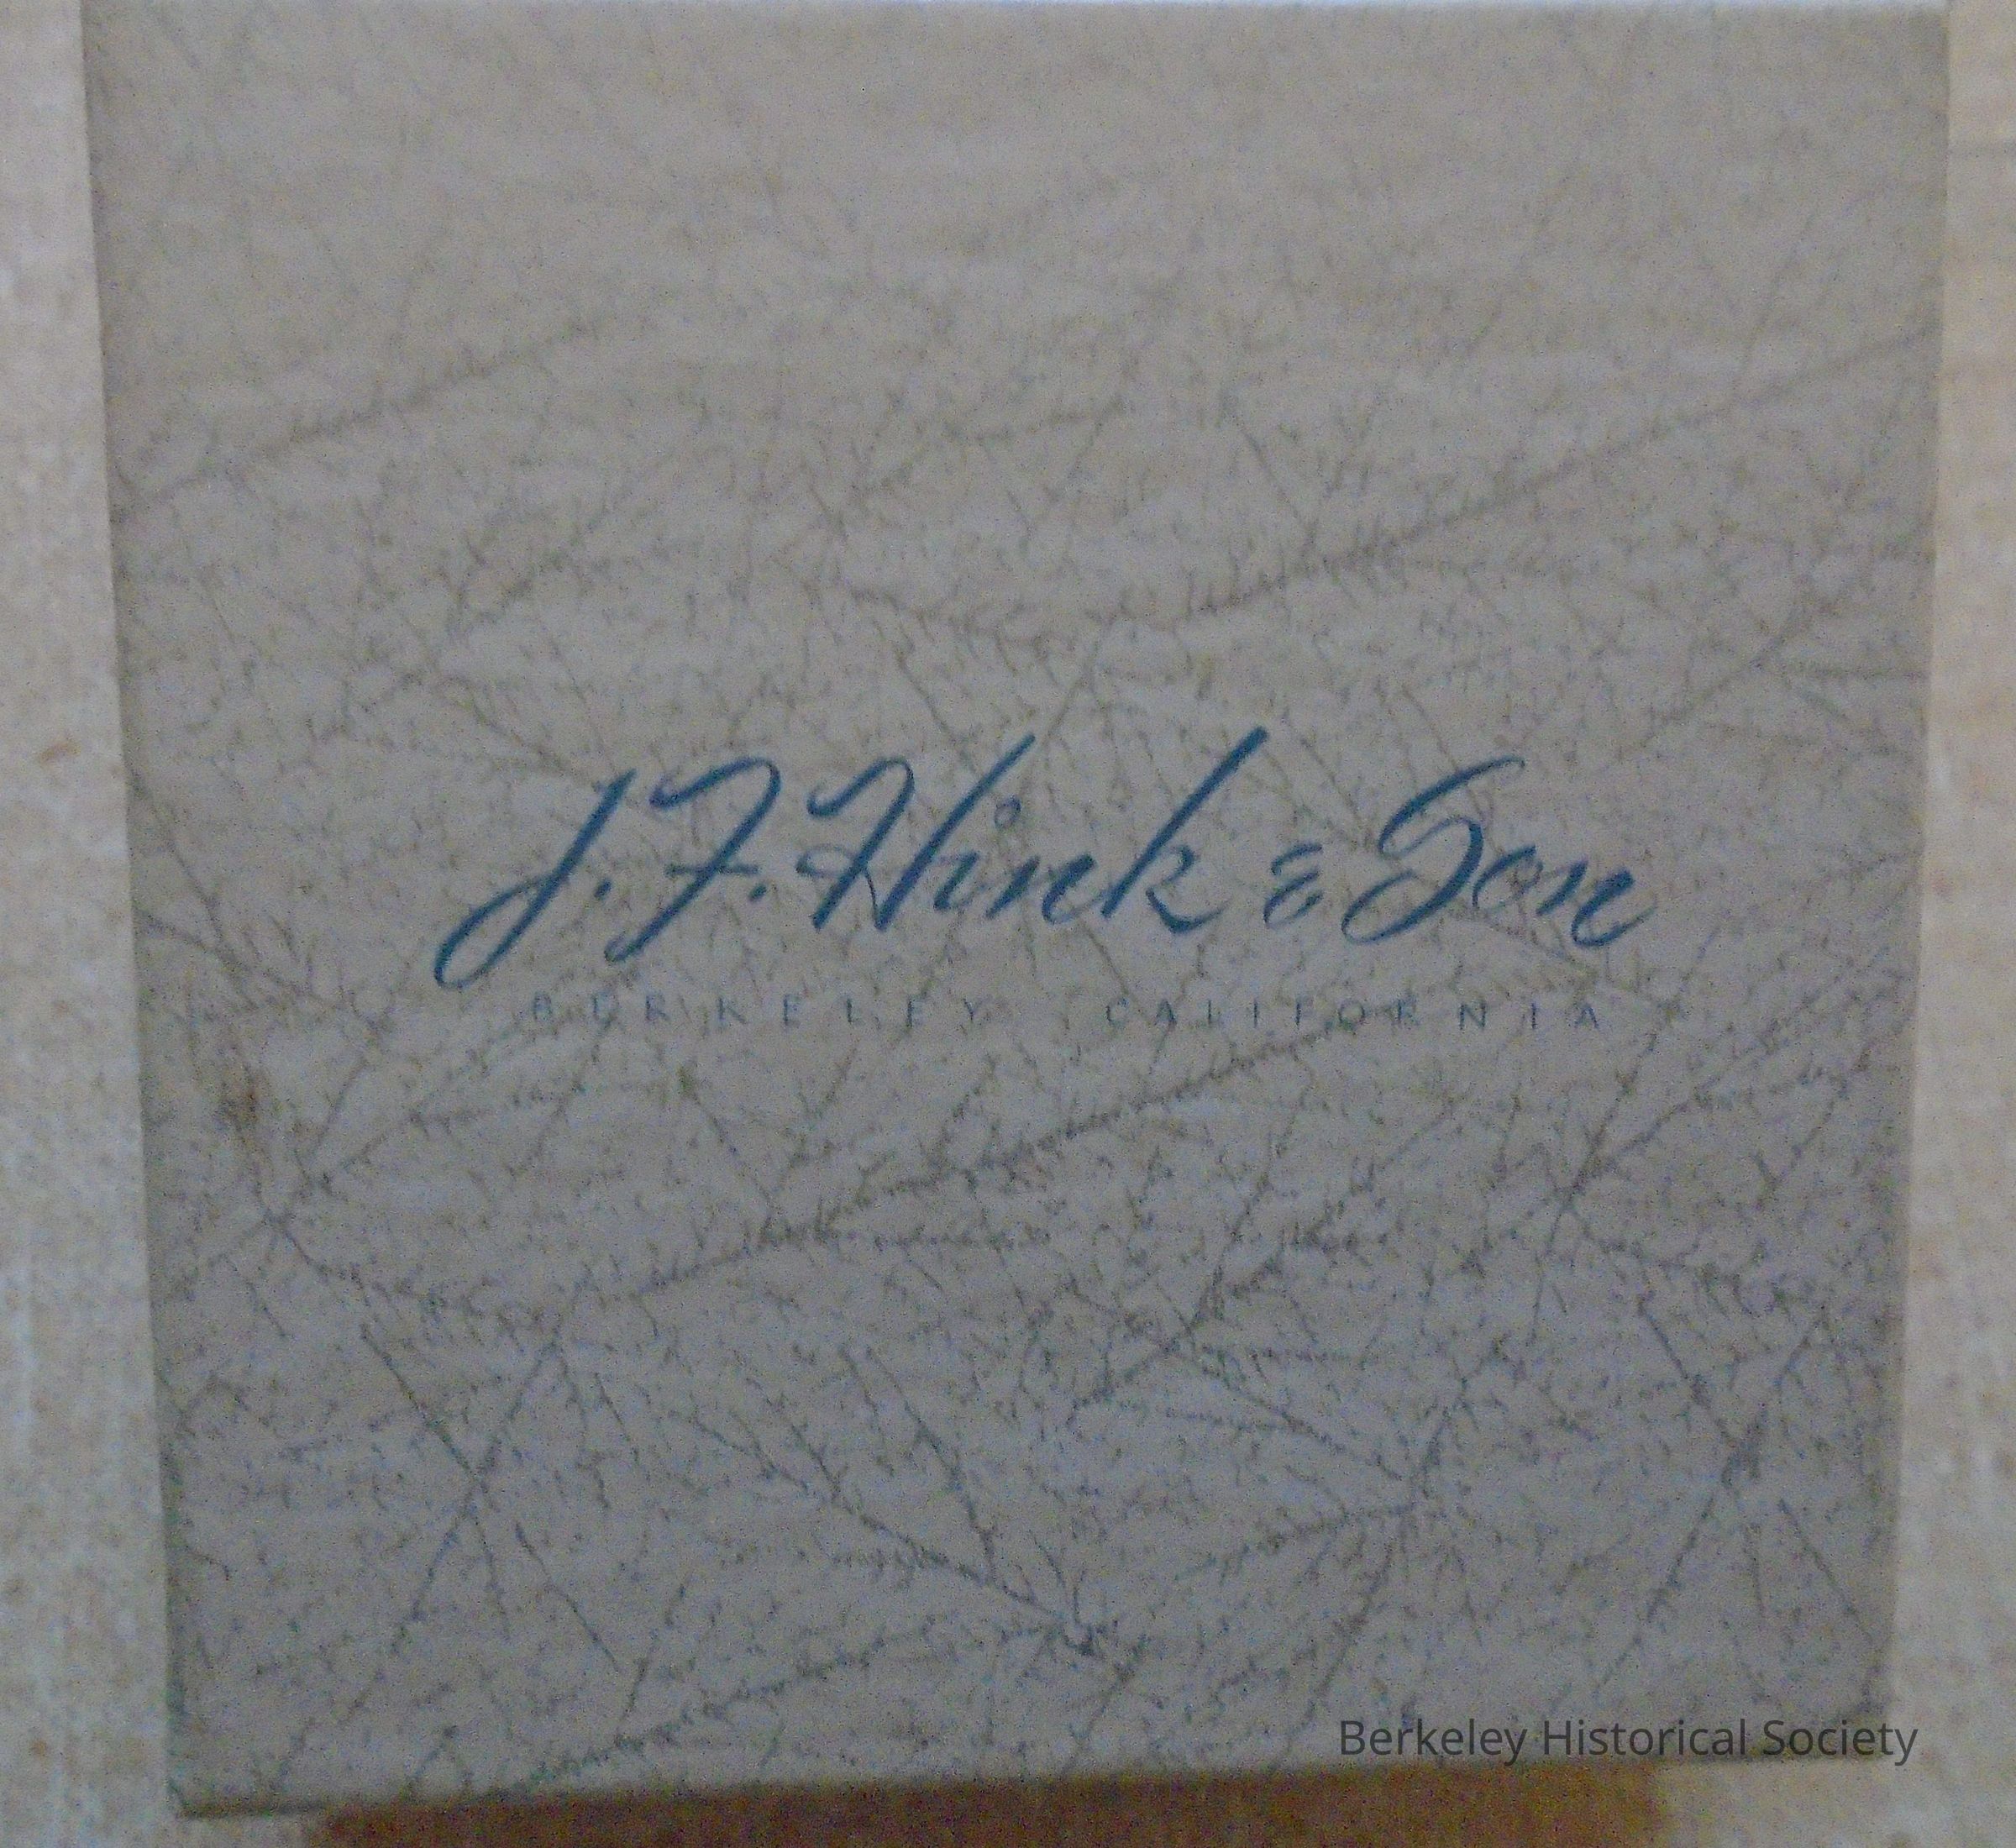 J. F. Hink & Son
BERKELEY CALIFORNIA
Berkeley Historical Society